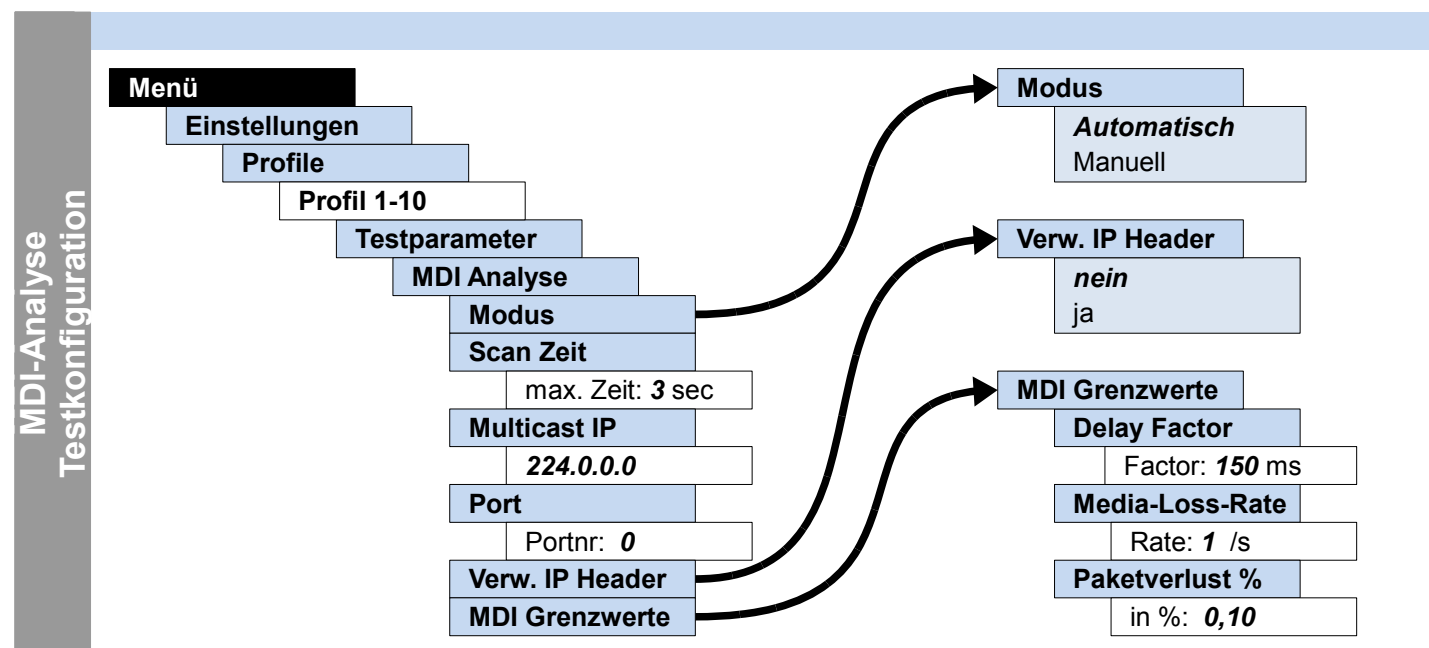 MDI-Analyse
Testkonfiguration
Menü
Einstellungen
Profile
Profil 1-10
Testparameter
MDI Analyse
Modus
Scan Zeit
max. Zeit: 3 sec
Multicast IP
224.0.0.0
Port
Portnr: 0
Verw. IP Header
MDI Grenzwerte
Modus
Automatisch
Manuell
Verw. IP Header
nein
ja
MDI Grenzwerte
Delay Factor
Factor: 150 ms
Media-Loss-Rate
Rate: 1 /s
Paketverlust %
in %: 0,10